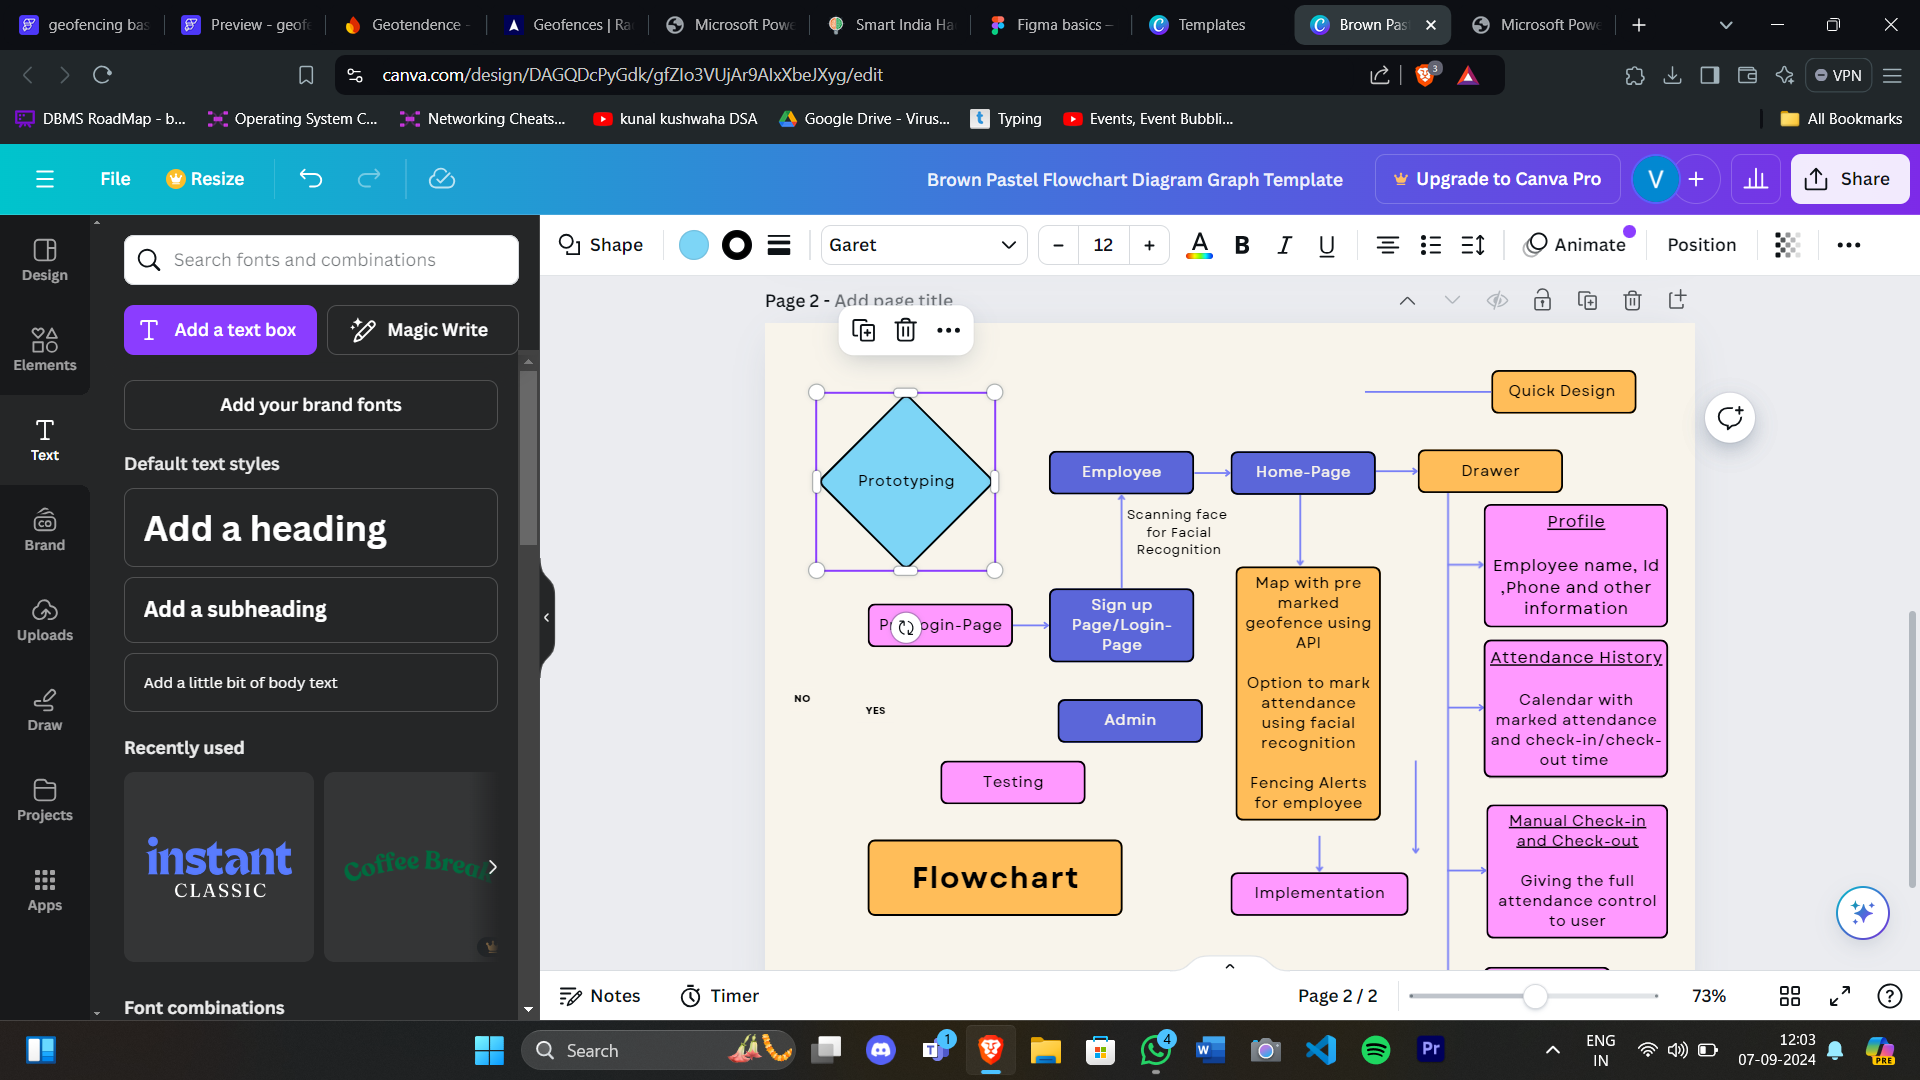 geofencing bas
Preview - geof
Geotendence -
Geofences | Ra
Microsoft Powe
Smart India Ha
Figma basics –
Templates
Brown Pas
Microsoft Powe
canva.com/design/DAGQDcPyGdk/gfZIo3VUjAr9AIxXbeJXyg/edit
3
VPN
DBMS RoadMap - b...
Operating System C...
Networking Cheats...
kunal kushwaha DSA
Google Drive - Virus...
Typing
Events, Event Bubbli...
All Bookmarks
File
Resize
Brown Pastel Flowchart Diagram Graph Template
Upgrade to Canva Pro
V
Share
Design
Elements
Text
Brand
Uploads
Draw
Projects
Apps
Search fonts and combinations
Add a text box
Magic Write
Add your brand fonts
Default text styles
Add a heading
Add a subheading
Add a little bit of body text
Recently used
instant
CLASSIC
Coffee Break
Font combinations
Shape
Garet
– 12 +
A
B
I
U
Animate
Position
Page 2 - Add page title
Prototyping
Quick Design
Employee
Home-Page
Drawer
Scanning face
for Facial
Recognition
Profile
Employee name, Id
,Phone and other
information
ogin-Page
Sign up
Page/Login-
Page
Map with pre
marked
geofence using
API
Option to mark
attendance
using facial
recognition
Fencing Alerts
for employee
Attendance History
Calendar with
marked attendance
and check-in/check-
out time
NO
YES
Admin
Testing
Manual Check-in
and Check-out
Giving the full
attendance control
to user
Flowchart
Implementation
Notes
Timer
Page 2 / 2
73%
Search
1
4
Pr
ENG
IN
12:03
07-09-2024
PRE